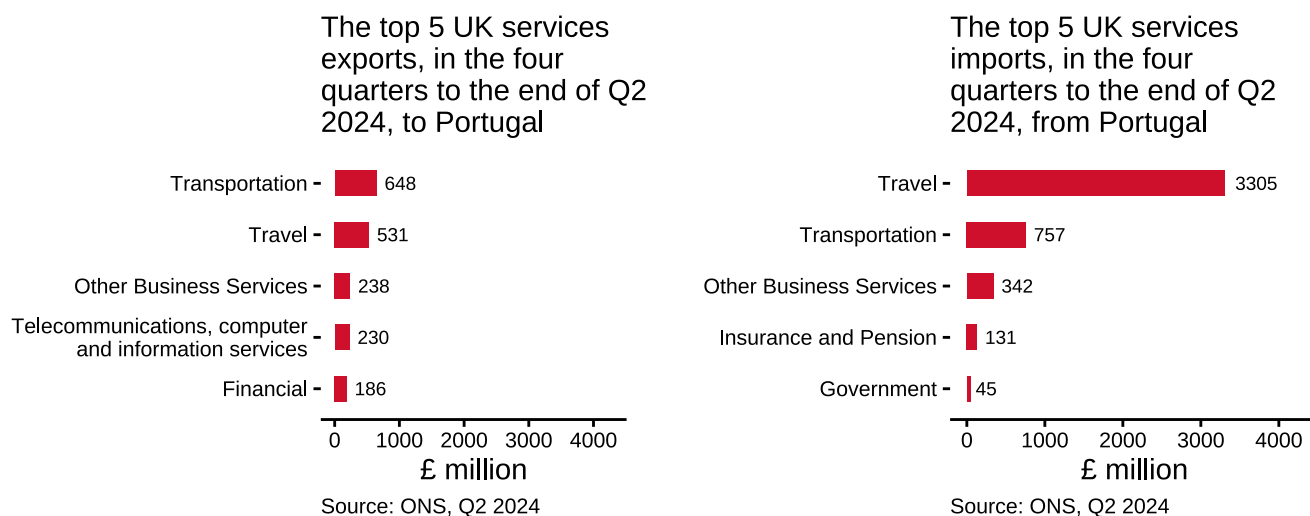 The top 5 UK services
exports, in the four
quarters to the end of Q2
2024, to Portugal
Transportation
648
Travel
531
Other Business Services
238
Telecommunications, computer
and information services
230
Financial
186
0 1000 2000 3000 4000
£ million
Source: ONS, Q2 2024
The top 5 UK services
imports, in the four
quarters to the end of Q2
2024, from Portugal
Travel
3305
Transportation
757
Other Business Services
342
Insurance and Pension
131
Government
45
0 1000 2000 3000 4000
£ million
Source: ONS, Q2 2024